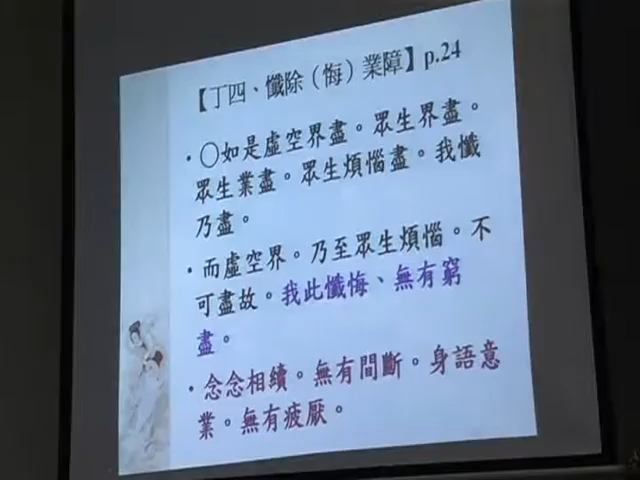 【丁四、懺除（悔）業障】p.24
·〇如是虛空界盡。眾生界盡。
眾生業盡。眾生煩惱盡。我懺
乃盡。
·而虛空界。乃至眾生煩惱。不
可盡故。我此懺悔、無有窮
盡。
·念念相續。無有間斷。身語意
業。無有疲厭。